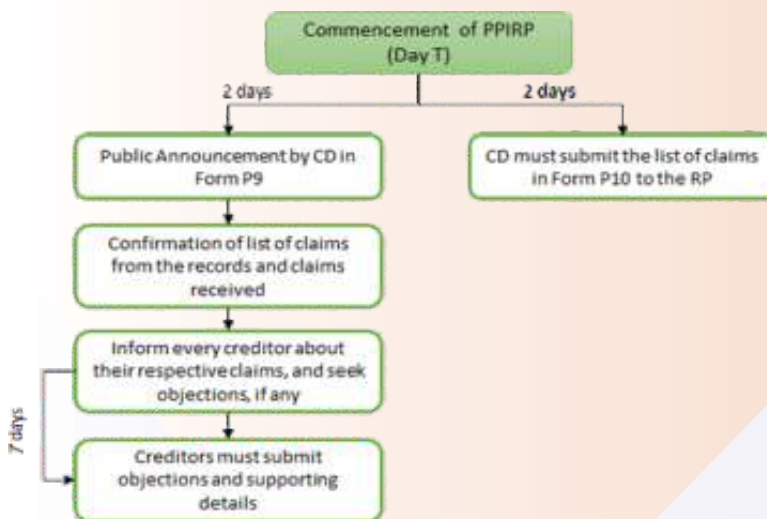 Commencement of PPIRP
(Day T)
2 days
2 days
Public Announcement by CD in
Form P9
CD must submit the list of claims
in Form P10 to the RP
Confirmation of list of claims
from the records and claims
received
Inform every creditor about
their respective claims, and seek
objections, if any
7 days
Creditors must submit
objections and supporting
details